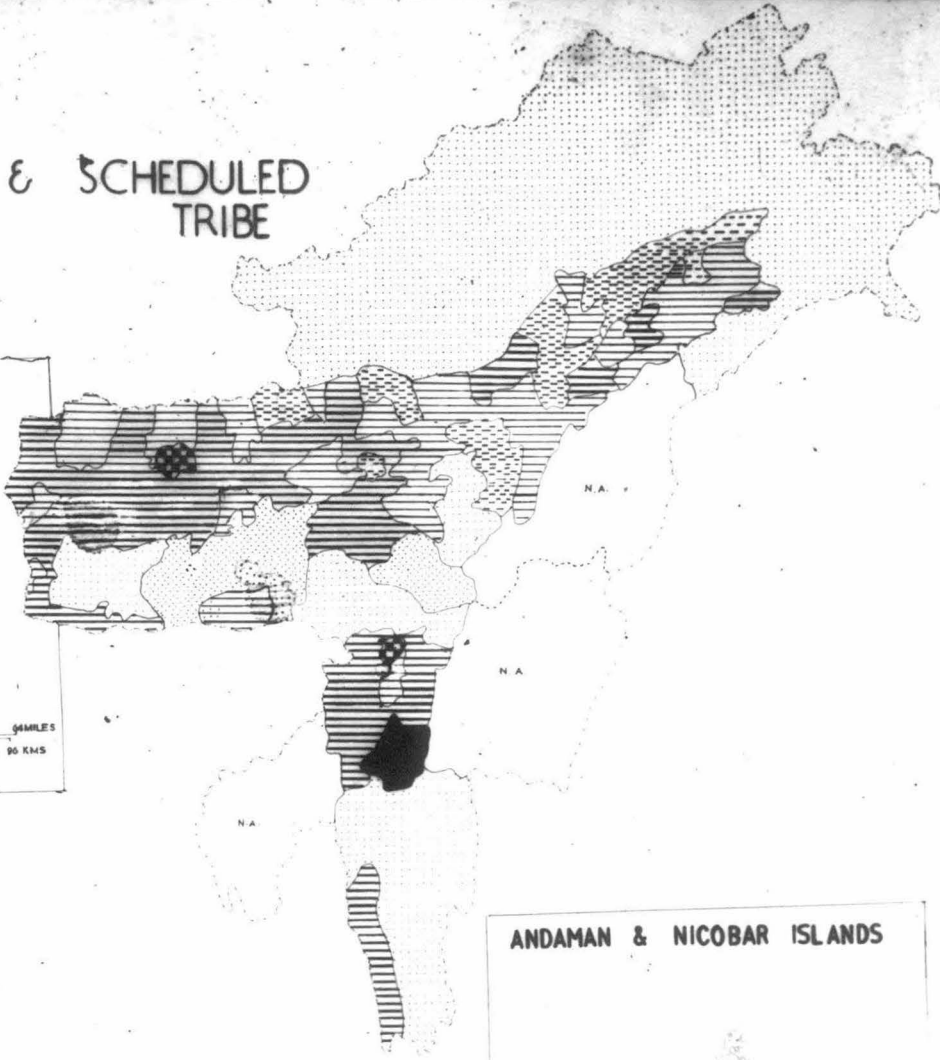 & SCHEDULED
TRIBE
N.A.
N.A
94 MILES
96 KMS
N.A.
ANDAMAN & NICOBAR ISLANDS